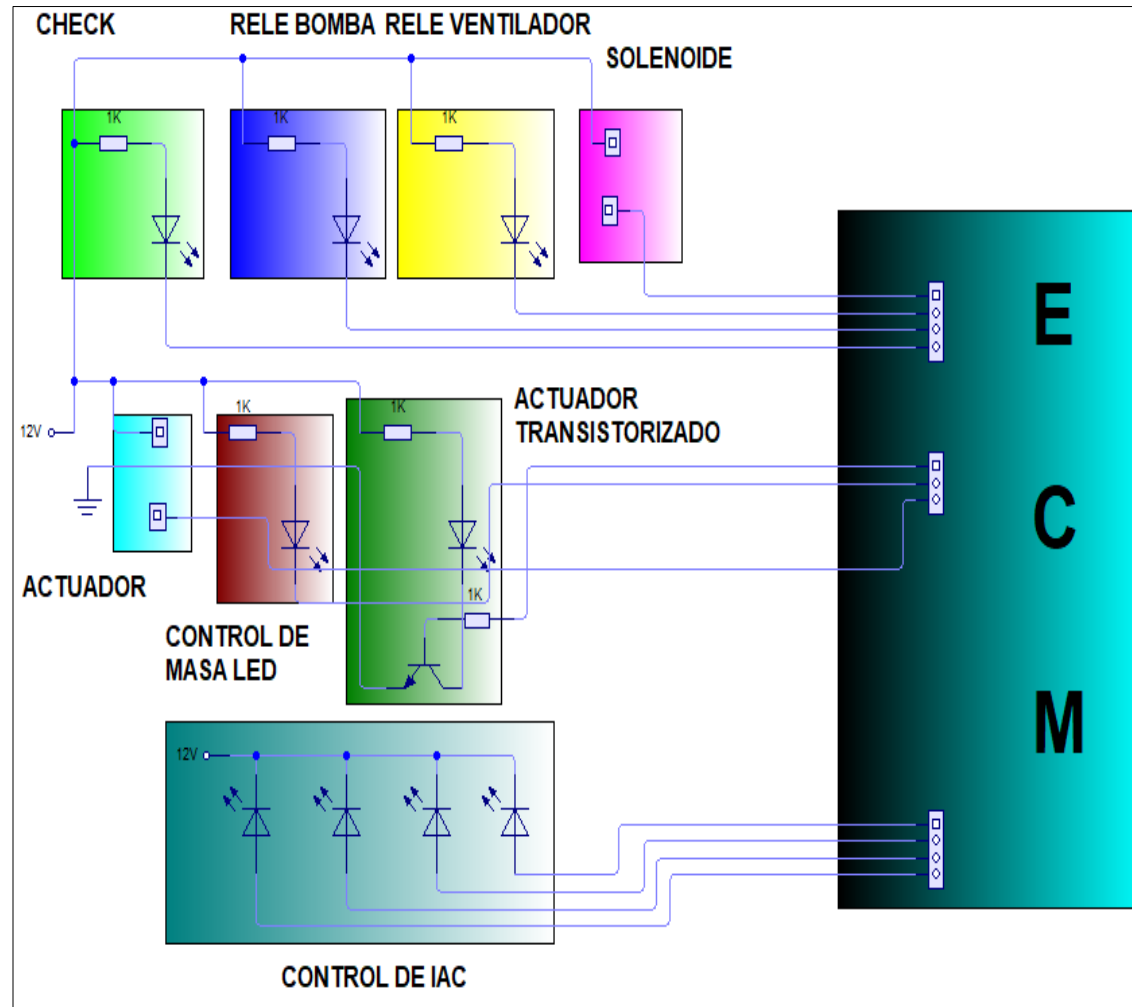 CHECK
RELE BOMBA
RELE VENTILADOR
SOLENOIDE
1K
1K
1K
E
12V
1K
1K
ACTUADOR
TRANSISTORIZADO
C
ACTUADOR
1K
CONTROL DE
MASA LED
M
12V
CONTROL DE IAC